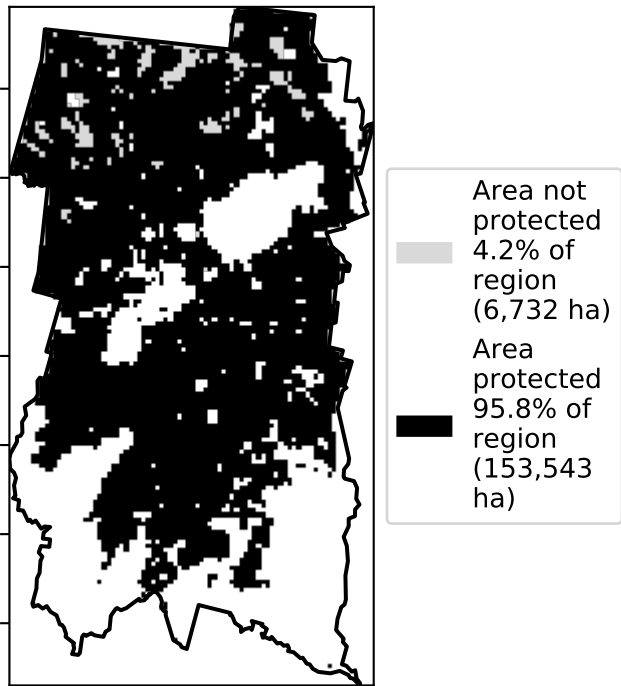 Area not
protected
4.2% of
region
(6,732 ha)
Area
protected
95.8% of
region
(153,543
ha)